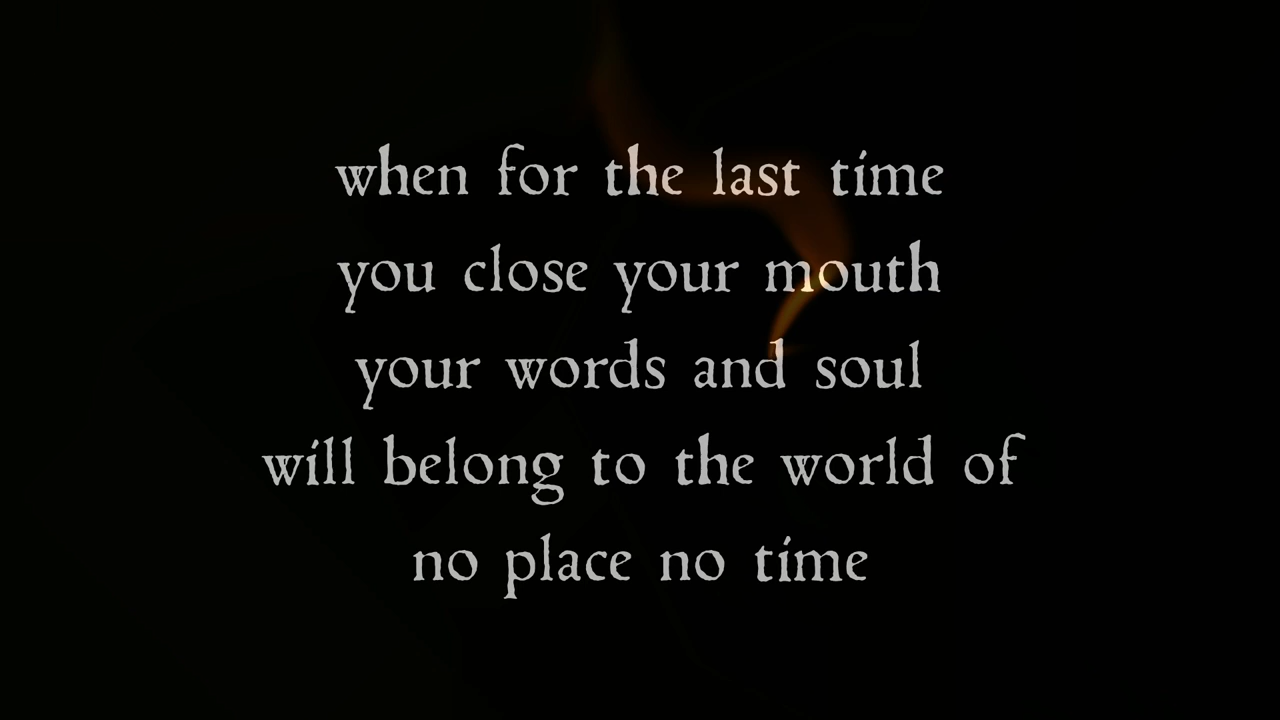 when for the last time
you close your mouth
your words and soul
will belong to the world of
no place no time